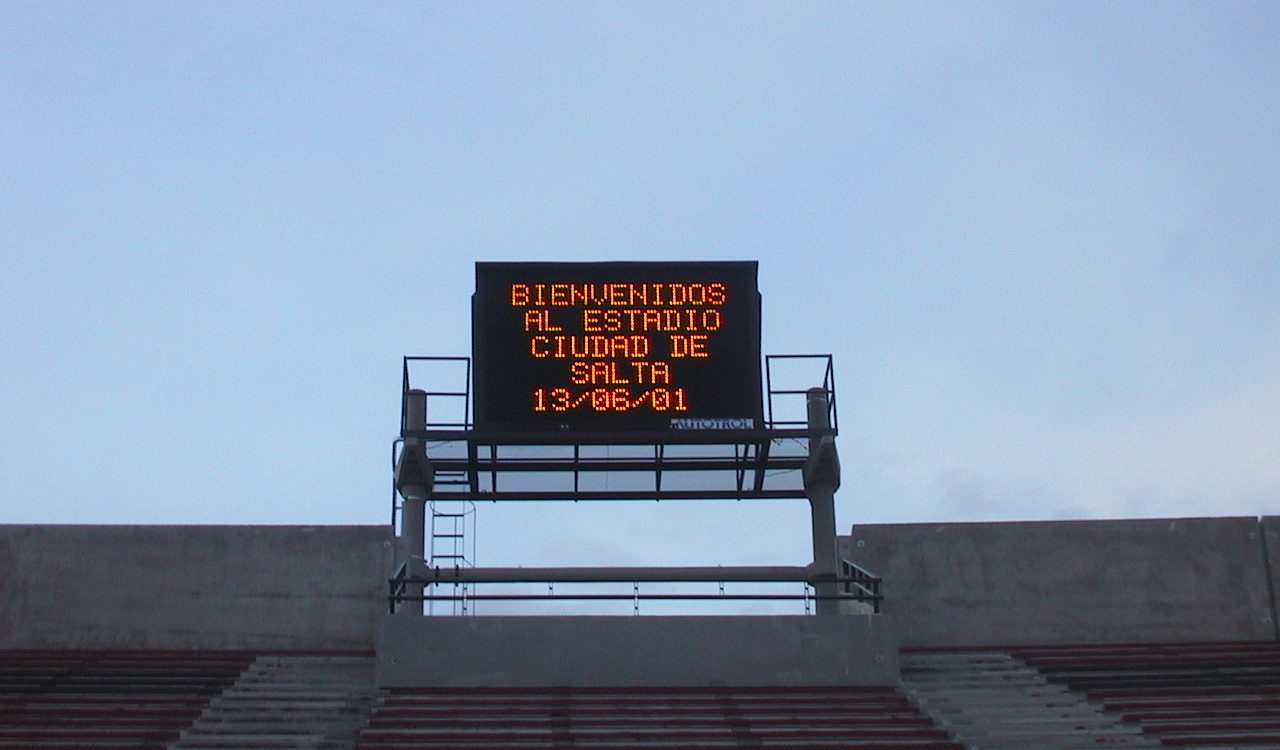 BIENVENIDOS
AL ESTADIO
CIUDAD DE
SALTA
13/06/01
AUTOTROL